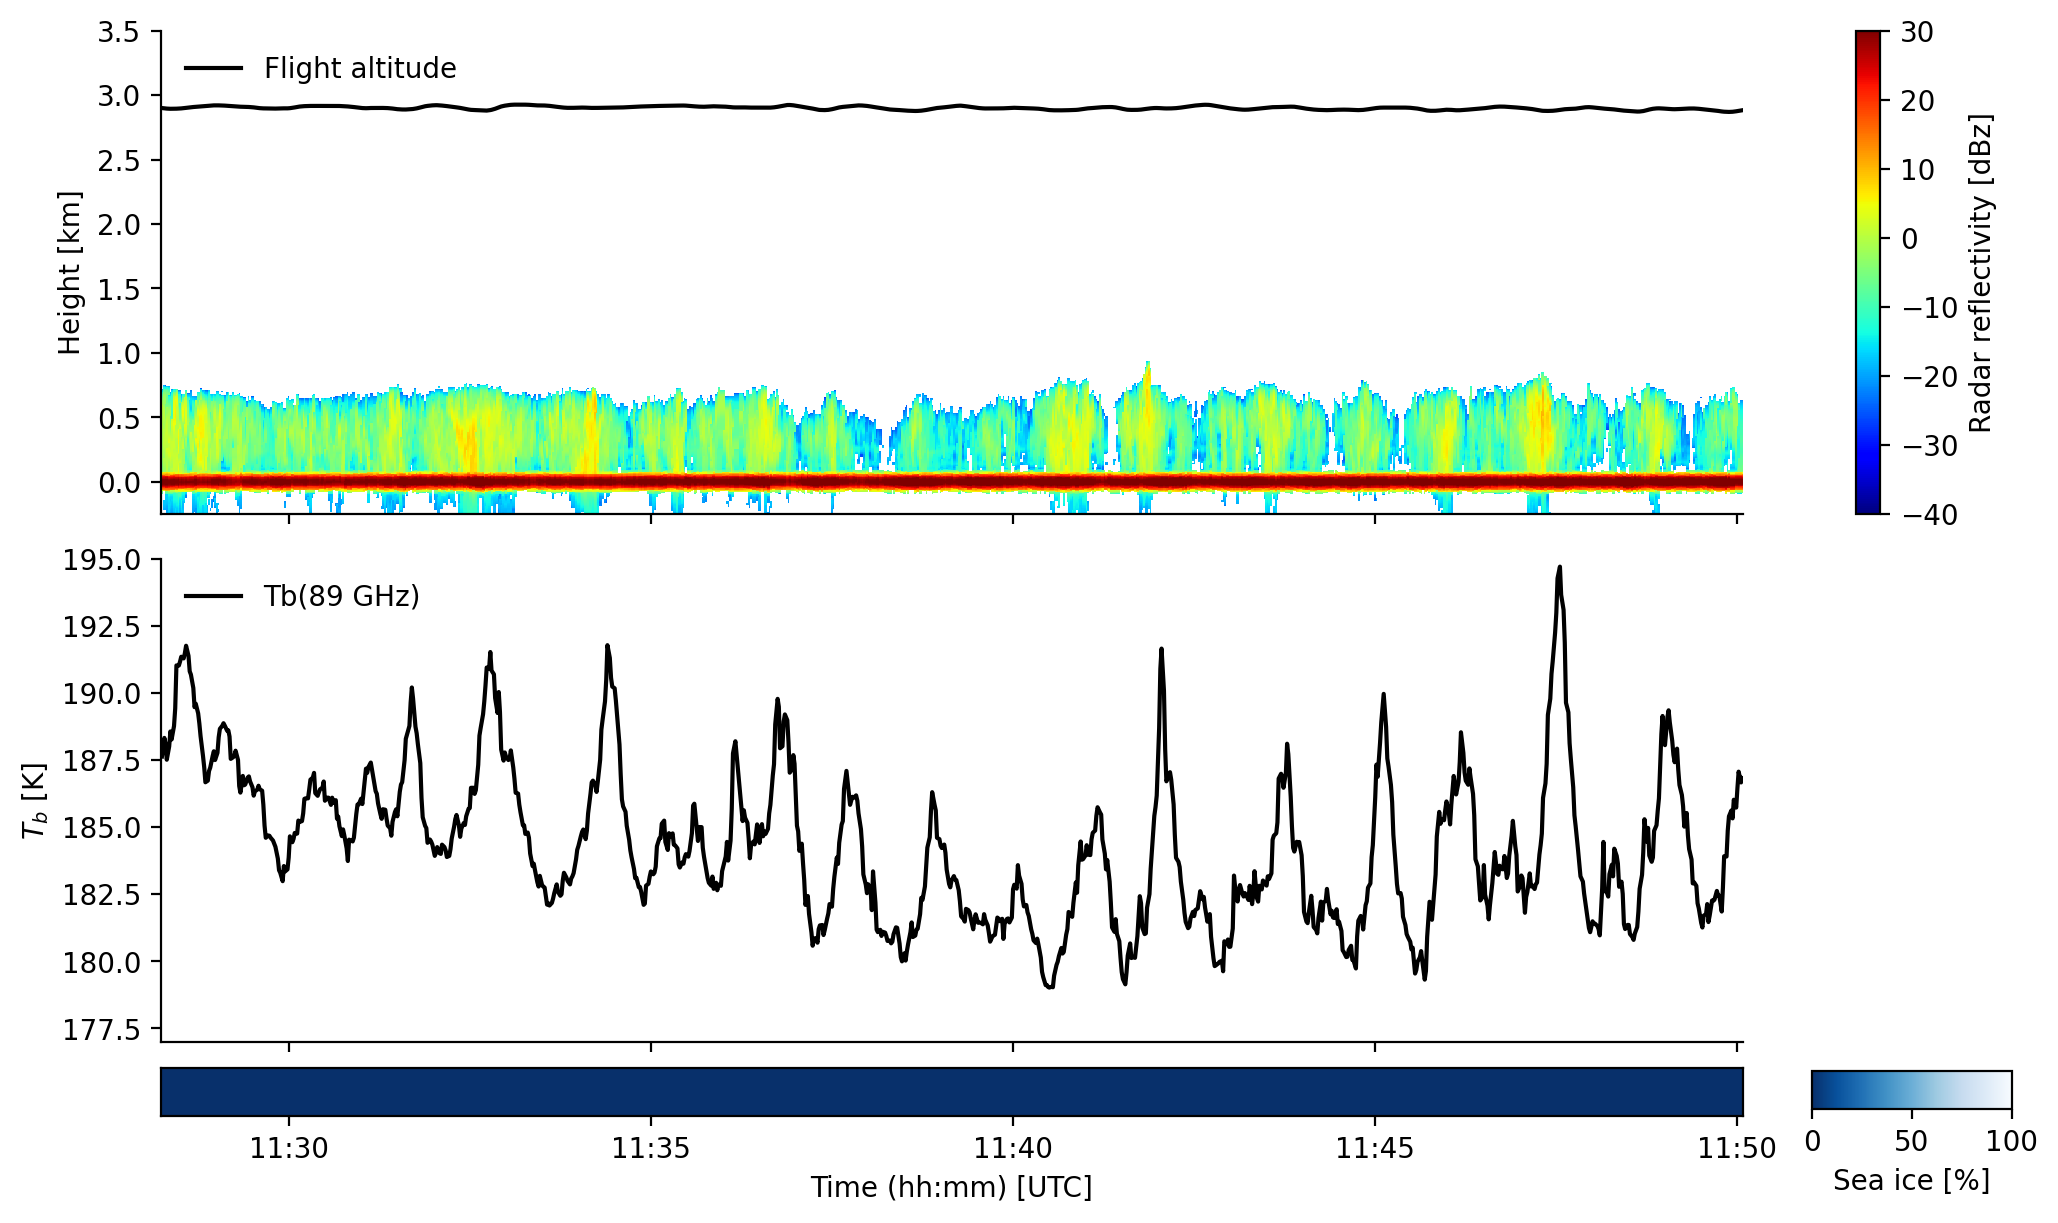 3.5
3.0
2.5
2.0
1.5
1.0
0.5
0.0
Height [km]
Flight altitude
30
20
10
0
−10
−20
−30
−40
Radar reflectivity [dBz]
195.0
192.5
190.0
187.5
185.0
182.5
180.0
177.5
T_b [K]
Tb(89 GHz)
11:30 11:35 11:40 11:45 11:50
Time (hh:mm) [UTC]
0 50 100
Sea ice [%]